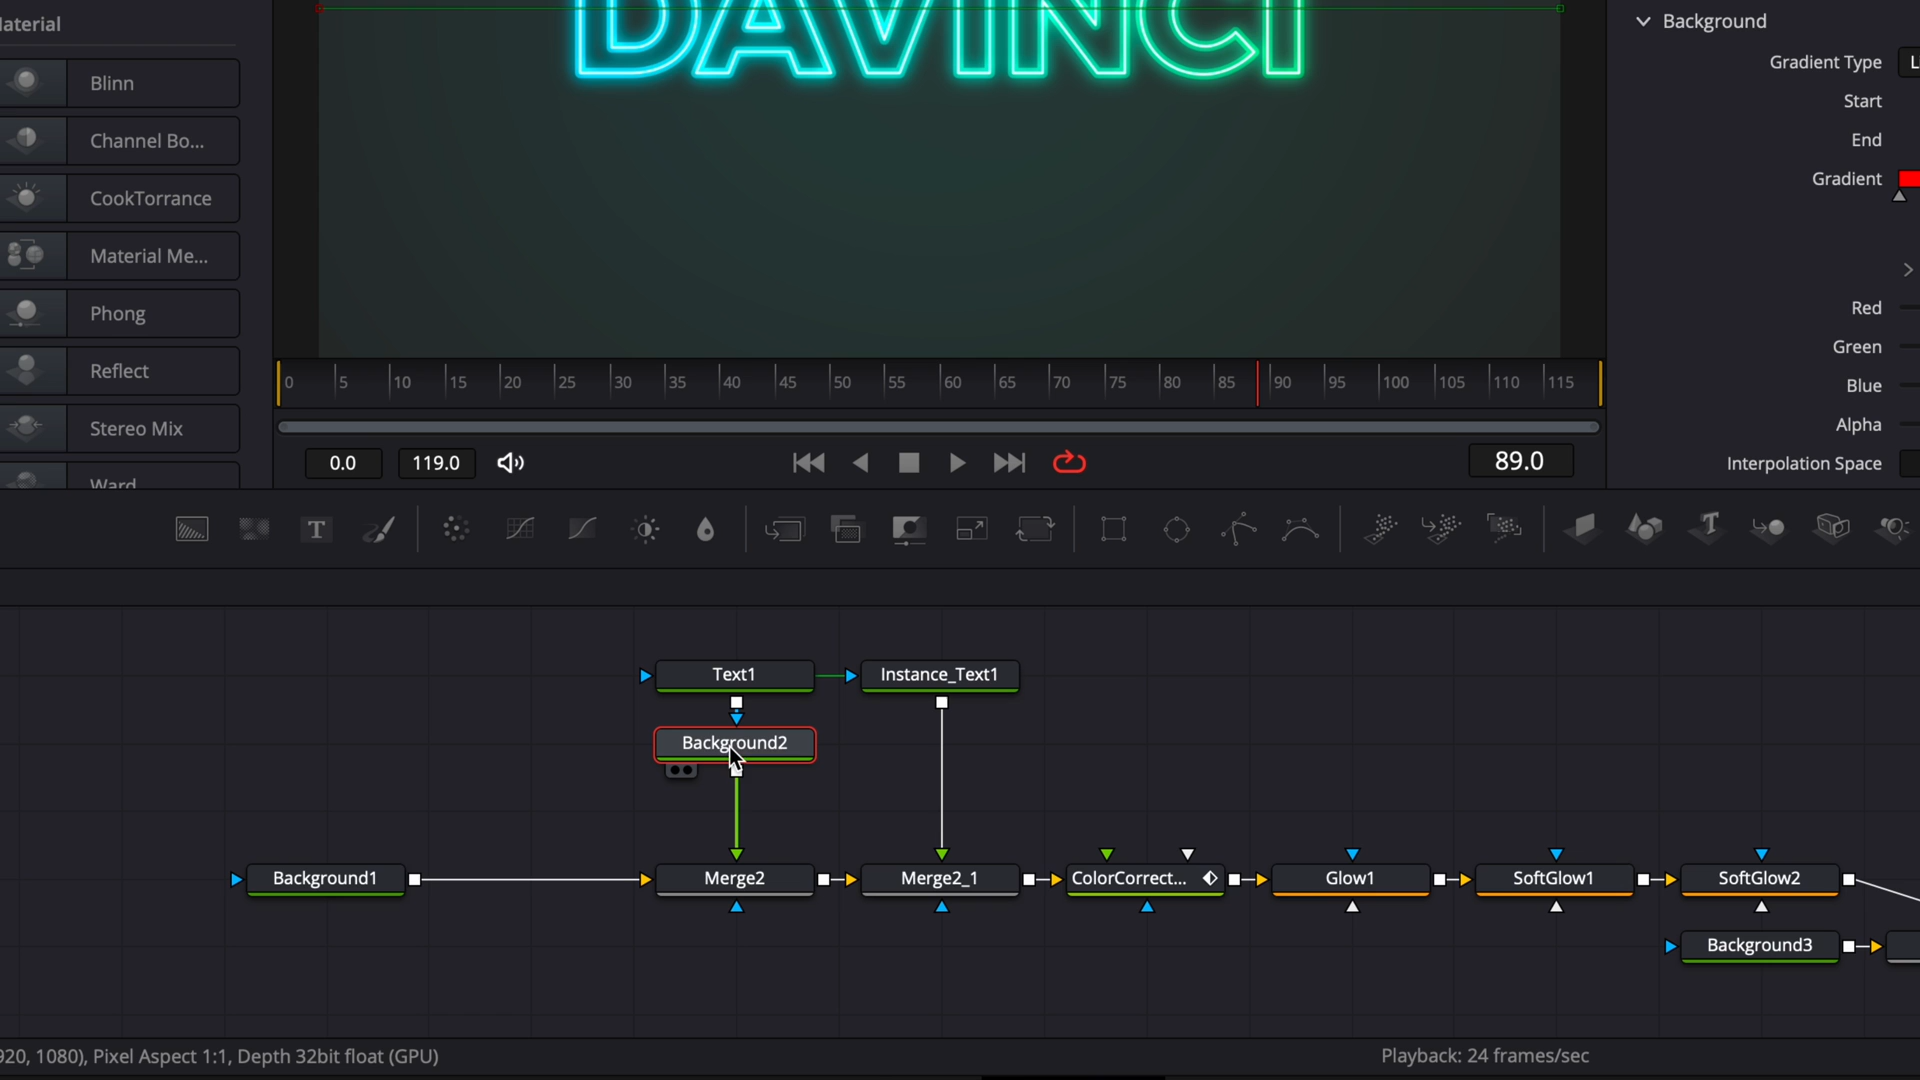 DAVINCI
Material
Blinn
Channel Bo...
CookTorrance
Material Me...
Phong
Reflect
Stereo Mix
Ward
Background
Gradient Type
Start
End
Gradient
Red
Green
Blue
Alpha
Interpolation Space
0 5 10 15 20 25 30 35 40 45 50 55 60 65 70 75 80 85 90 95 100 105 110 115
0.0 119.0 89.0
T
Text1 Instance_Text1
Background2
Background1 Merge2 Merge2_1 ColorCorrect... Glow1 SoftGlow1 SoftGlow2
Background3
920, 1080), Pixel Aspect 1:1, Depth 32bit float (GPU) Playback: 24 frames/sec